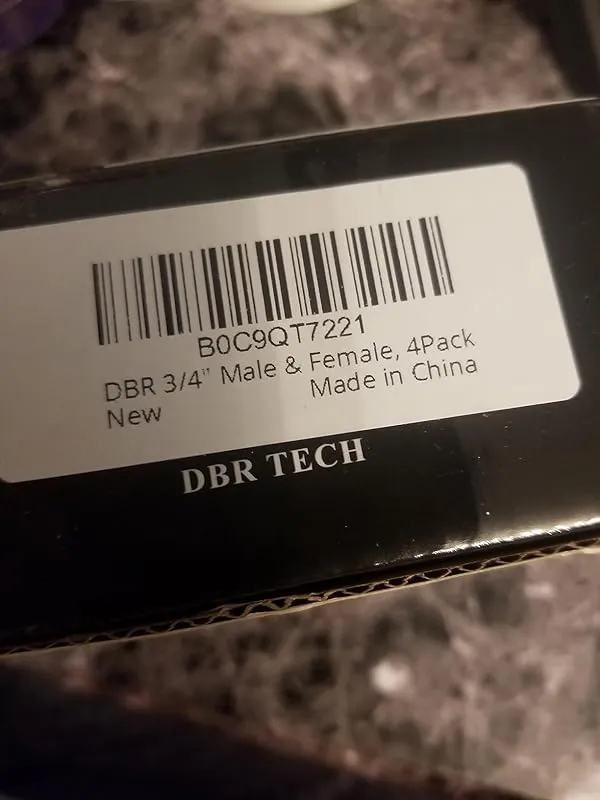 B0C9QT7221
DBR 3/4" Male & Female, 4Pack
New Made in China
DBR TECH